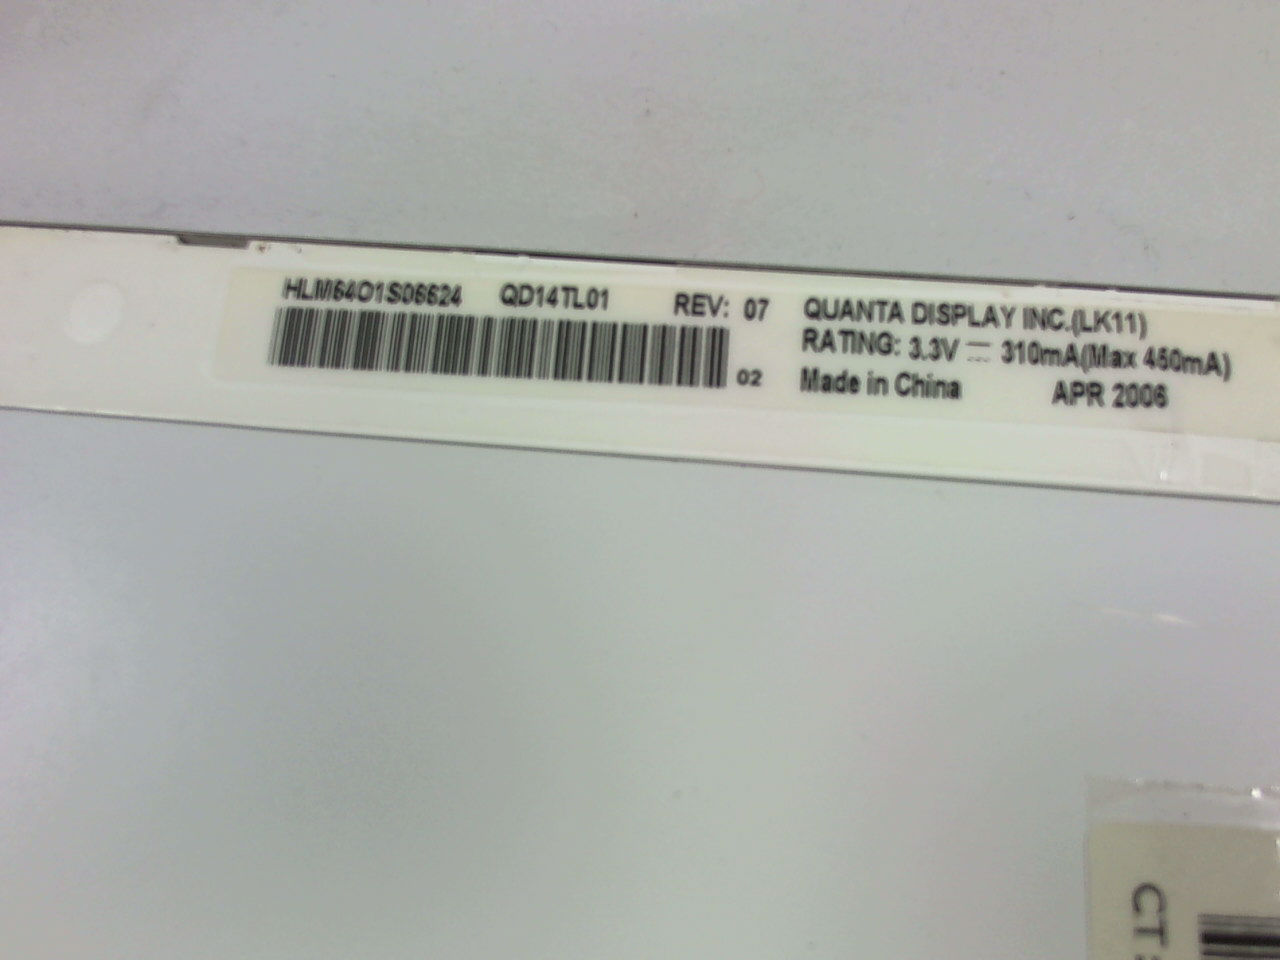 HLM64O1S06624 QD14TL01 REV: 07
02
QUANTA DISPLAY INC.(LK11)
RATING: 3.3V ⎓ 310mA(Max 450mA)
Made in China APR 2006
CT